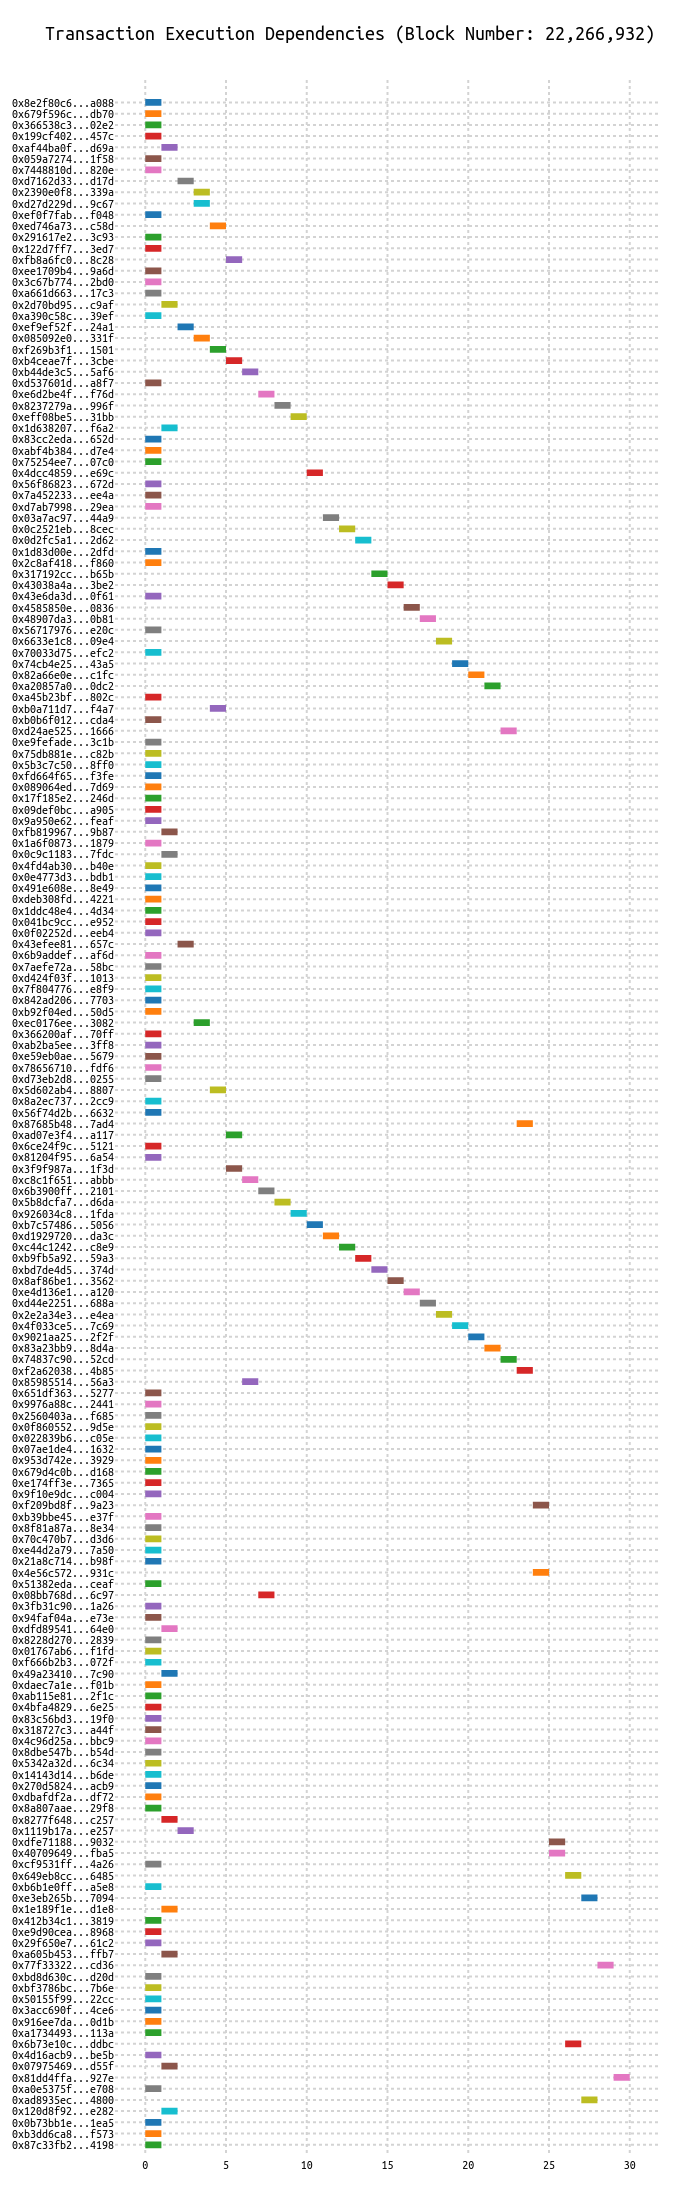 Transaction Execution Dependencies (Block Number: 22,266,932)
0x8e2f80c6...a088
0x679f596c...db70
0x366538c3...02e2
0x199cf402...457c
0xaf44ba0f...d69a
0x059a7274...1f58
0x7448810d...820e
0xd7162d33...d17d
0x2390e0f8...339a
0xd27d229d...9c67
0xef0f7fab...f048
0xed746a73...c58d
0x291617e2...3c93
0x122d7ff7...3ed7
0xfb8a6fc0...8c28
0xee1709b4...9a6d
0x3c67b774...2bd0
0xa661d663...17c3
0x2d70bd95...c9af
0xa390c58c...39ef
0xef9ef52f...24a1
0x085092e0...331f
0xf269b3f1...1501
0xb4ceae7f...3cbe
0xb44de3c5...5af6
0xd537601d...a8f7
0xe6d2be4f...f76d
0x8237279a...996f
0xeff08be5...31bb
0x1d638207...f6a2
0x83cc2eda...652d
0xabf4b384...d7e4
0x75254ee7...07c0
0x4dcc4859...e69c
0x56f86823...672d
0x7a452233...ee4a
0xd7ab7998...29ea
0x03a7ac97...44a9
0x0c2521eb...8cec
0x0d2fc5a1...2d62
0x1d83d00e...2dfd
0x2c8af418...f860
0x317192cc...b65b
0x43038a4a...3be2
0x43e6da3d...0f61
0x4585850e...0836
0x48907da3...0b81
0x56717976...e20c
0x6633e1c8...09e4
0x70033d75...efc2
0x74cb4e25...43a5
0x82a66e0e...c1fc
0xa20857a0...0dc2
0xa45b23bf...802c
0xb0a711d7...f4a7
0xb0b6f012...cda4
0xd24ae525...1666
0xe9fefade...3c1b
0x75db881e...c82b
0x5b3c7c50...8ff0
0xfd664f65...f3fe
0x089064ed...7d69
0x17f185e2...246d
0x09def0bc...a905
0x9a950e62...feaf
0xfb819967...9b87
0x1a6f0873...1879
0x0c9c1183...7fdc
0x4fd4ab30...b40e
0x0e4773d3...bdb1
0x491e608e...8e49
0xdeb308fd...4221
0x1ddc48e4...4d34
0x041bc9cc...e952
0x0f02252d...eeb4
0x43efee81...657c
0x6b9addef...af6d
0x7aefe72a...58bc
0xd424f03f...1013
0x7f804776...e8f9
0x842ad206...7703
0xb92f04ed...50d5
0xec0176ee...3082
0x366200af...70ff
0xab2ba5ee...3ff8
0xe59eb0ae...5679
0x78656710...fdf6
0xd73eb2d8...0255
0x5d602ab4...8807
0x8a2ec737...2cc9
0x56f74d2b...6632
0x87685b48...7ad4
0xad07e3f4...a117
0x6ce24f9c...5121
0x81204f95...6a54
0x3f9f987a...1f3d
0xc8c1f651...abbb
0x6b3900ff...2101
0x5b8dcfa7...d6da
0x926034c8...1fda
0xb7c57486...5056
0xd1929720...da3c
0xc44c1242...c8e9
0xb9fb5a92...59a3
0xbd7de4d5...374d
0x8af86be1...3562
0xe4d136e1...a120
0xd44e2251...688a
0x2e2a34e3...e4ea
0x4f033ce5...7c69
0x9021aa25...2f2f
0x83a23bb9...8d4a
0x74837c90...52cd
0xf2a62038...4b85
0x85985514...56a3
0x651df363...5277
0x9976a88c...2441
0x2560403a...f685
0x0f860552...9d5e
0x022839b6...c05e
0x07ae1de4...1632
0x953d742e...3929
0x679d4c0b...d168
0xe174ff3e...7365
0x9f10e9dc...c004
0xf209bd8f...9a23
0xb39bbe45...e37f
0x8f81a87a...8e34
0x70c470b7...d3d6
0xe44d2a79...7a50
0x21a8c714...b98f
0x4e56c572...931c
0x51382eda...ceaf
0x08bb768d...6c97
0x3fb31c90...1a26
0x94faf04a...e73e
0xdfd89541...64e0
0x8228d270...2839
0x01767ab6...f1fd
0xf666b2b3...072f
0x49a23410...7c90
0xdaec7a1e...f01b
0xab115e81...2f1c
0x4bfa4829...6e25
0x83c56bd3...19f0
0x318727c3...a44f
0x4c96d25a...bbc9
0x8dbe547b...b54d
0x5342a32d...6c34
0x14143d14...b6de
0x270d5824...acb9
0xdbafdf2a...df72
0x8a807aae...29f8
0x8277f648...c257
0x1119b17a...e257
0xdfe71188...9032
0x40709649...fba5
0xcf9531ff...4a26
0x649eb8cc...6485
0xb6b1e0ff...a5e8
0xe3eb265b...7094
0x1e189f1e...d1e8
0x412b34c1...3819
0xe9d90cea...8968
0x29f650e7...61c2
0xa605b453...ffb7
0x77f33322...cd36
0xbd8d630c...d20d
0xbf3786bc...7b6e
0x50155f99...22cc
0x3acc690f...4ce6
0x916ee7da...0d1b
0xa1734493...113a
0x6b73e10c...ddbc
0x4d16acb9...be5b
0x07975469...d55f
0x81dd4ffa...927e
0xa0e5375f...e708
0xad8935ec...4800
0x120d8f92...e282
0x0b73bb1e...1ea5
0xb3dd6ca8...f573
0x87c33fb2...4198
0 5 10 15 20 25 30